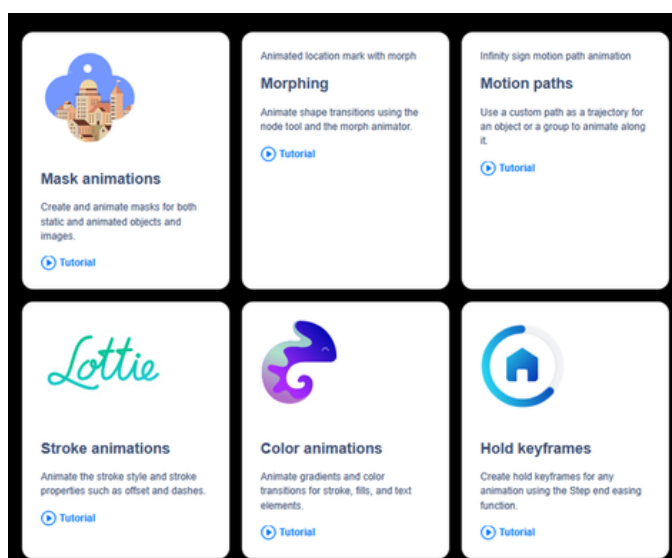 Mask animations
Create and animate masks for both
static and animated objects and
images.
Tutorial
Animated location mark with morph
Morphing
Animate shape transitions using the
node tool and the morph animator.
Tutorial
Infinity sign motion path animation
Motion paths
Use a custom path as a trajectory for
an object or a group to animate along
it.
Tutorial
Lottie
Stroke animations
Animate the stroke style and stroke
properties such as offset and dashes.
Tutorial
Color animations
Animate gradients and color
transitions for stroke, fills, and text
elements.
Tutorial
Hold keyframes
Create hold keyframes for any
animation using the Step end easing
function.
Tutorial